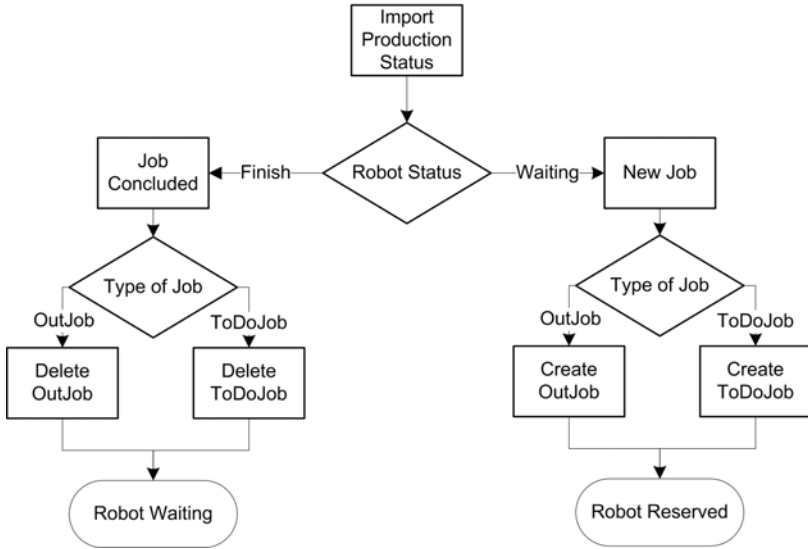 Import
Production
Status
Job
Concluded
Finish
Robot Status
Waiting
New Job
Type of Job
Type of Job
OutJob
ToDoJob
OutJob
ToDoJob
Delete
OutJob
Delete
ToDoJob
Create
OutJob
Create
ToDoJob
Robot Waiting
Robot Reserved